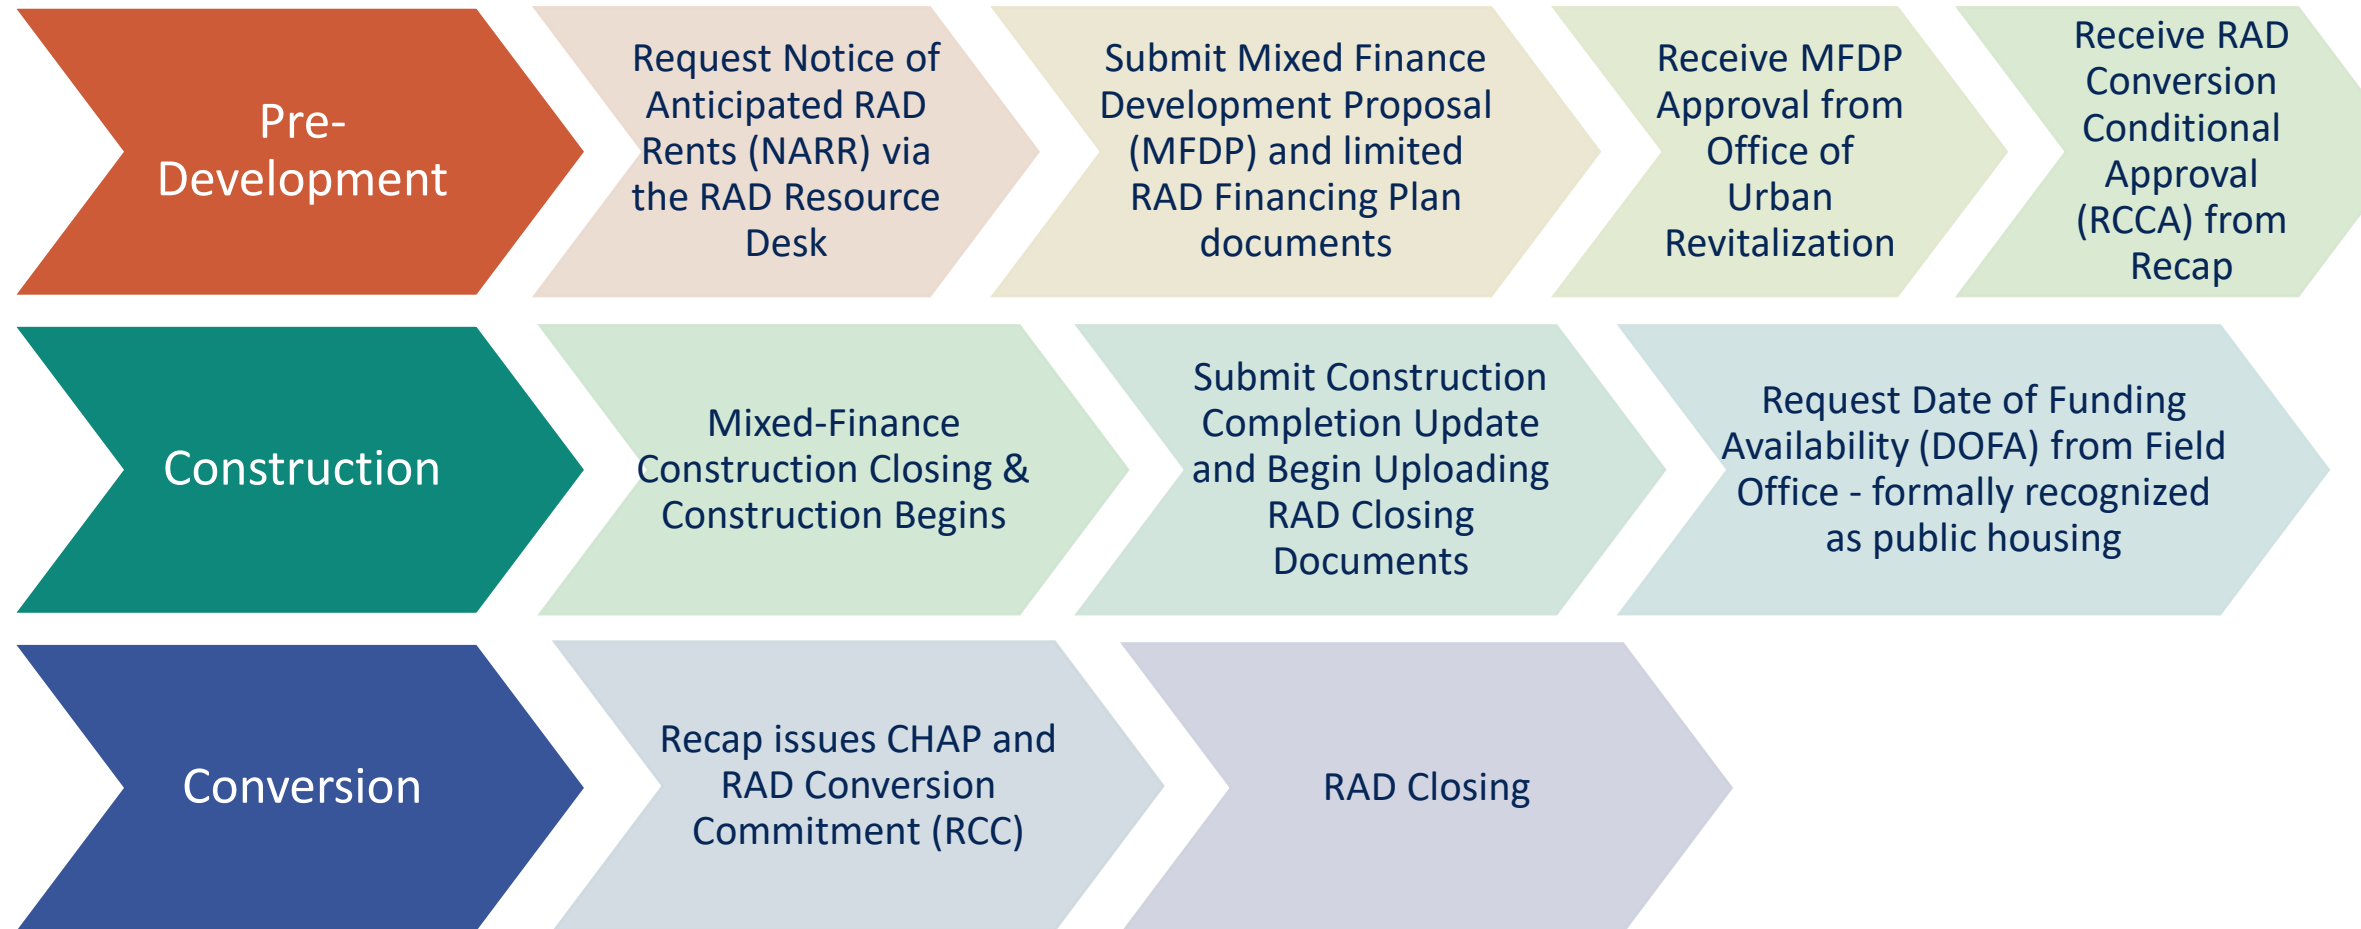 Pre-
Development
Request Notice of
Anticipated RAD
Rents (NARR) via
the RAD Resource
Desk
Submit Mixed Finance
Development Proposal
(MFDP) and limited
RAD Financing Plan
documents
Receive MFDP
Approval from
Office of
Urban
Revitalization
Receive RAD
Conversion
Conditional
Approval
(RCCA) from
Recap
Construction
Mixed-Finance
Construction Closing &
Construction Begins
Submit Construction
Completion Update
and Begin Uploading
RAD Closing
Documents
Request Date of Funding
Availability (DOFA) from Field
Office - formally recognized
as public housing
Conversion
Recap issues CHAP and
RAD Conversion
Commitment (RCC)
RAD Closing